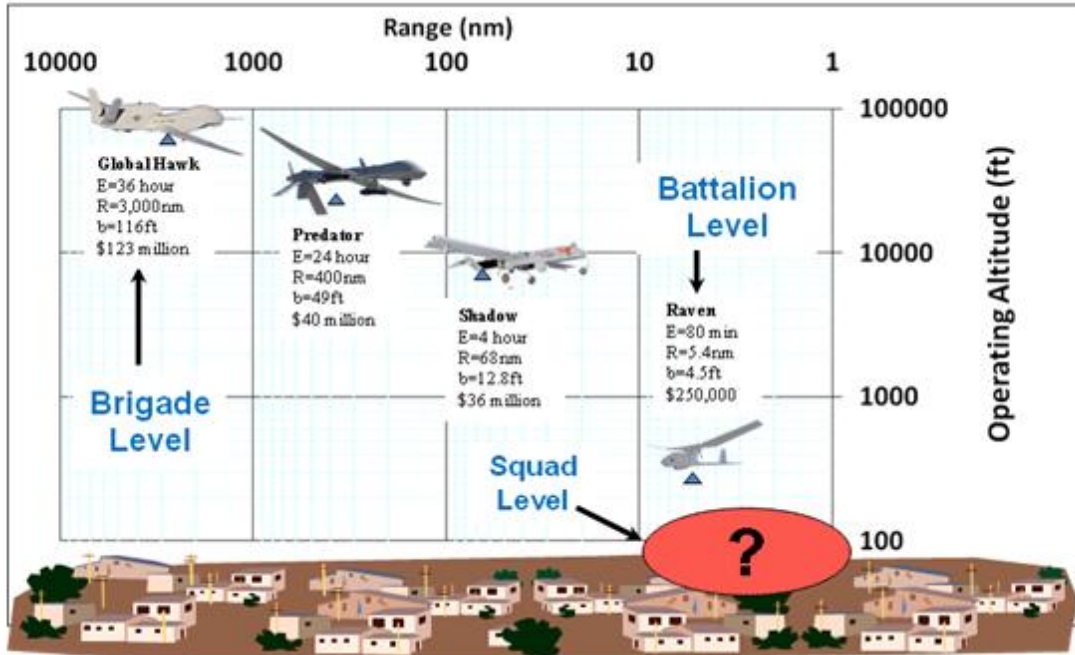 Range (nm)
10000 1000 100 10 1
100000
10000
1000
100
Operating Altitude (ft)
Global Hawk
E=36 hour
R=3,000nm
b=116ft
$123 million
Brigade
Level
Predator
E=24 hour
R=400nm
b=49ft
$40 million
Shadow
E=4 hour
R=68nm
b=12.8ft
$36 million
Battalion
Level
Raven
E=80 min
R=5.4nm
b=4.5ft
$250,000
Squad
Level
?